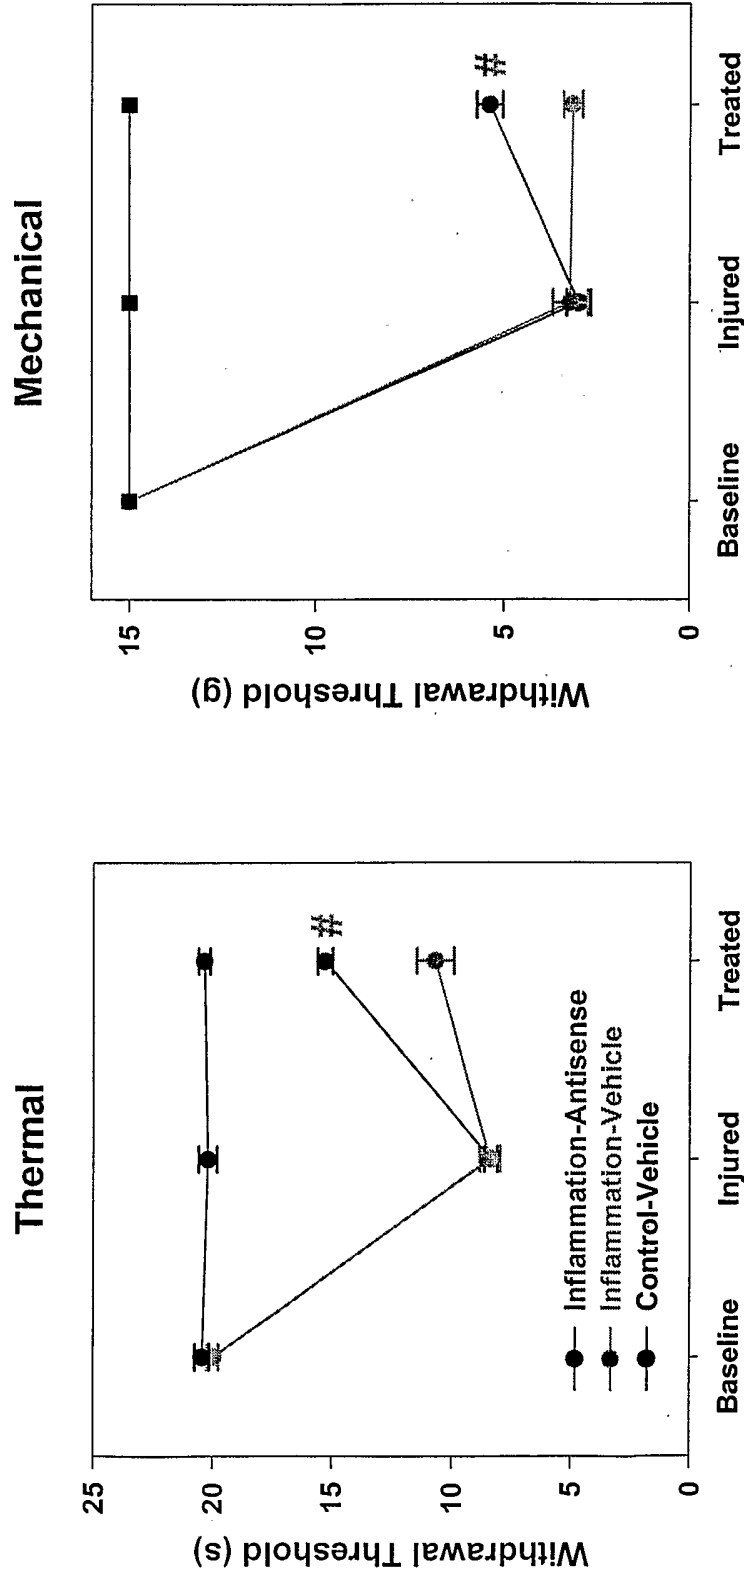 Thermal
Withdrawal Threshold (s)
25
20
15
10
5
0
#
Inflammation-Antisense
Inflammation-Vehicle
Control-Vehicle
Baseline
Injured
Treated
Mechanical
Withdrawal Threshold (g)
15
10
5
0
#
Baseline
Injured
Treated